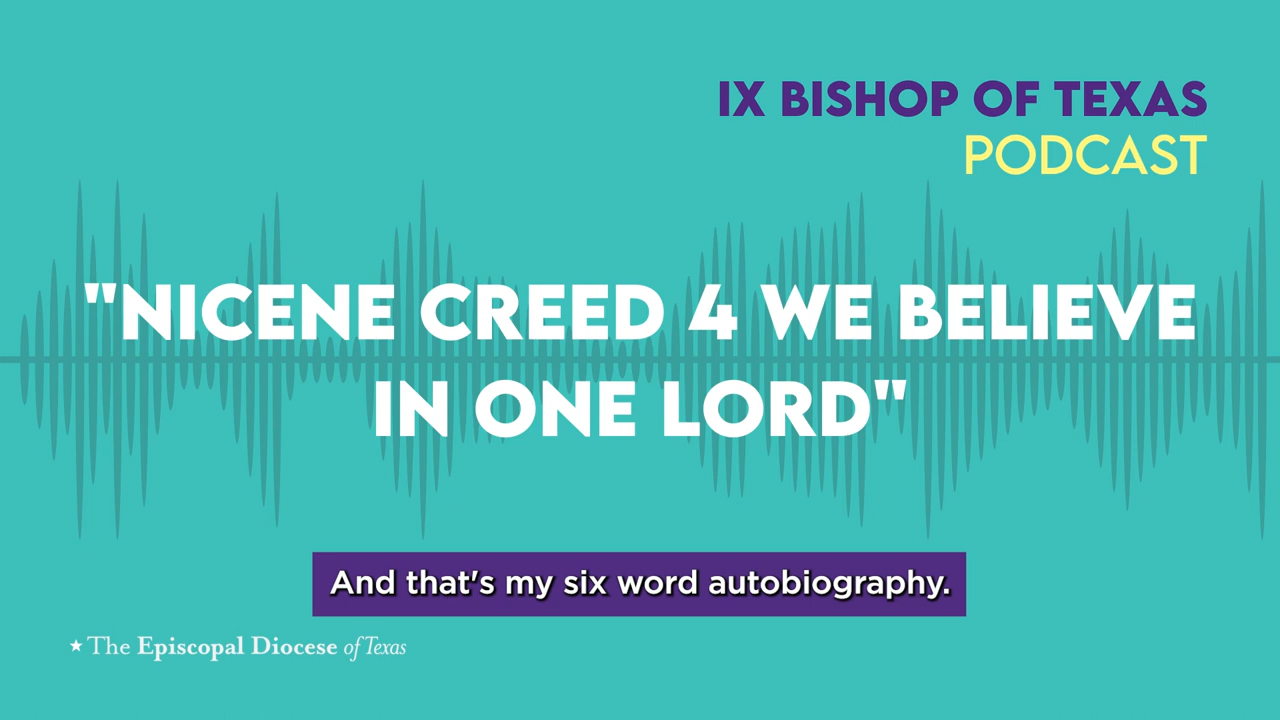 IX BISHOP OF TEXAS
PODCAST
"NICENE CREED 4 WE BELIEVE
IN ONE LORD"
And that's my six word autobiography.
The Episcopal Diocese of Texas